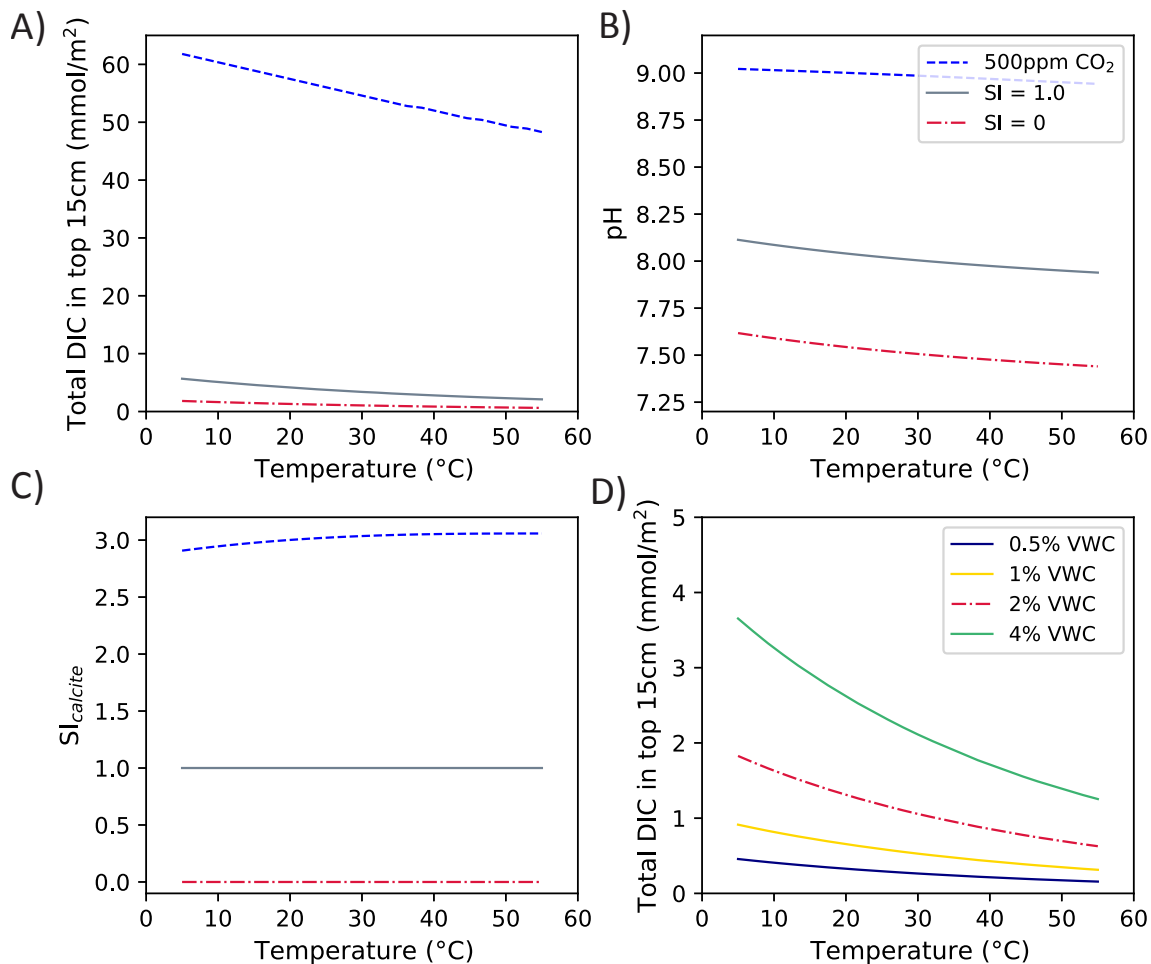 A)
Total DIC in top 15cm (mmol/m²)
60
50
40
30
20
10
0
0 10 20 30 40 50 60
Temperature (°C)
B)
pH
9.00
8.75
8.50
8.25
8.00
7.75
7.50
7.25
500ppm CO₂
SI = 1.0
SI = 0
0 10 20 30 40 50 60
Temperature (°C)
C)
SI_calcite
3.0
2.5
2.0
1.5
1.0
0.5
0.0
0 10 20 30 40 50 60
Temperature (°C)
D)
Total DIC in top 15cm (mmol/m²)
5
4
3
2
1
0
0.5% VWC
1% VWC
2% VWC
4% VWC
0 10 20 30 40 50 60
Temperature (°C)